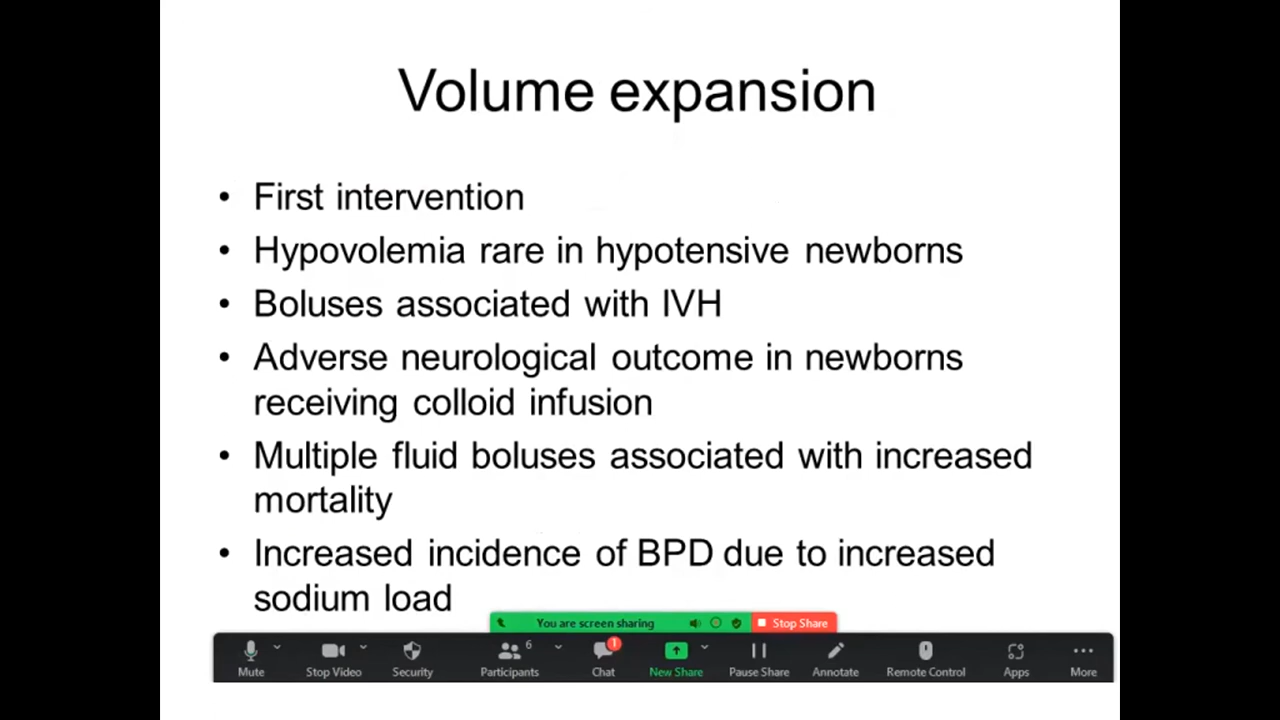 Volume expansion
• First intervention
• Hypovolemia rare in hypotensive newborns
• Boluses associated with IVH
• Adverse neurological outcome in newborns
receiving colloid infusion
• Multiple fluid boluses associated with increased
mortality
• Increased incidence of BPD due to increased
sodium load
You are screen sharing
Stop Share
6
1
Mute
Stop Video
Security
Participants
Chat
New Share
Pause Share
Annotate
Remote Control
Apps
More